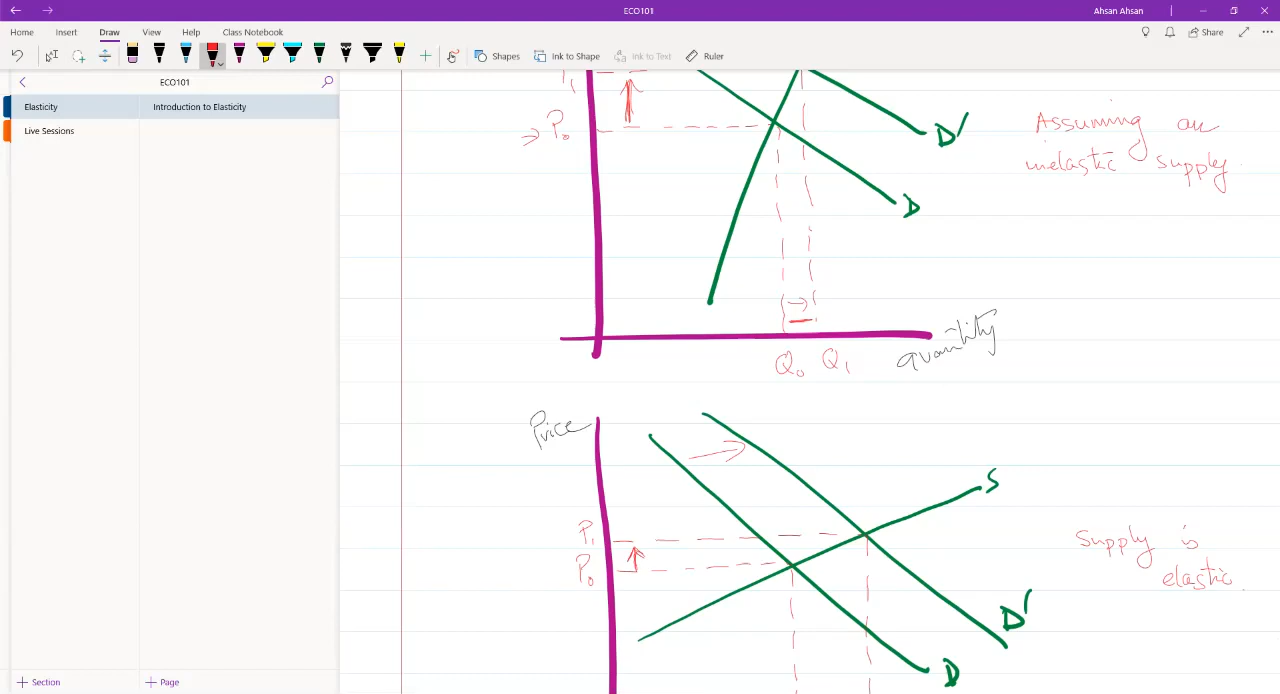 ECO101
Ahsan Ahsan
Home Insert Draw View Help Class Notebook
Share
Shapes Ink to Shape Ink to Text Ruler
ECO101
Elasticity
Introduction to Elasticity
Live Sessions
P₁
P₀
D'
D
Assuming an
inelastic supply
Q₀ Q₁
quantity
Price
S
P₁
P₀
Supply is
elastic.
D'
D
+ Section
+ Page